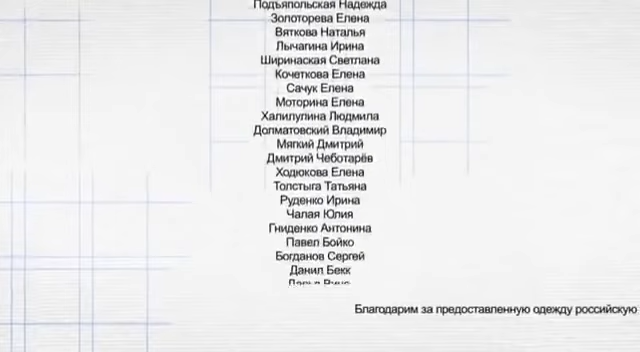 Подъяпольская Надежда
Золоторева Елена
Вяткова Наталья
Лычагина Ирина
Ширинаская Светлана
Кочеткова Елена
Сачук Елена
Моторина Елена
Халилулина Людмила
Долматовский Владимир
Мягкий Дмитрий
Дмитрий Чеботарёв
Ходюкова Елена
Толстыга Татьяна
Руденко Ирина
Чалая Юлия
Гниденко Антонина
Павел Бойко
Богданов Сергей
Данил Бекк
Благодарим за предоставленную одежду российскую